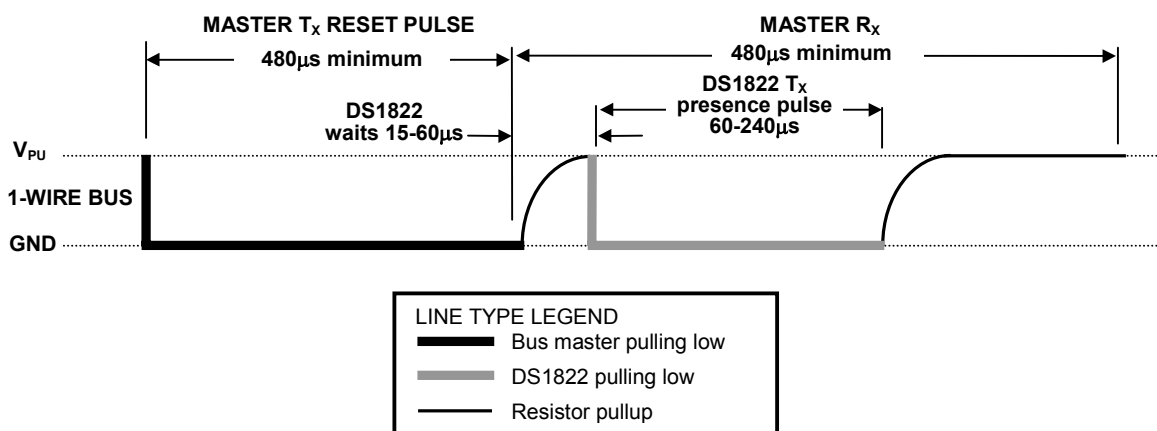 MASTER TX RESET PULSE
480μs minimum
MASTER RX
480μs minimum
DS1822
waits 15-60μs
DS1822 TX
presence pulse
60-240μs
VPU
1-WIRE BUS
GND
LINE TYPE LEGEND
Bus master pulling low
DS1822 pulling low
Resistor pullup